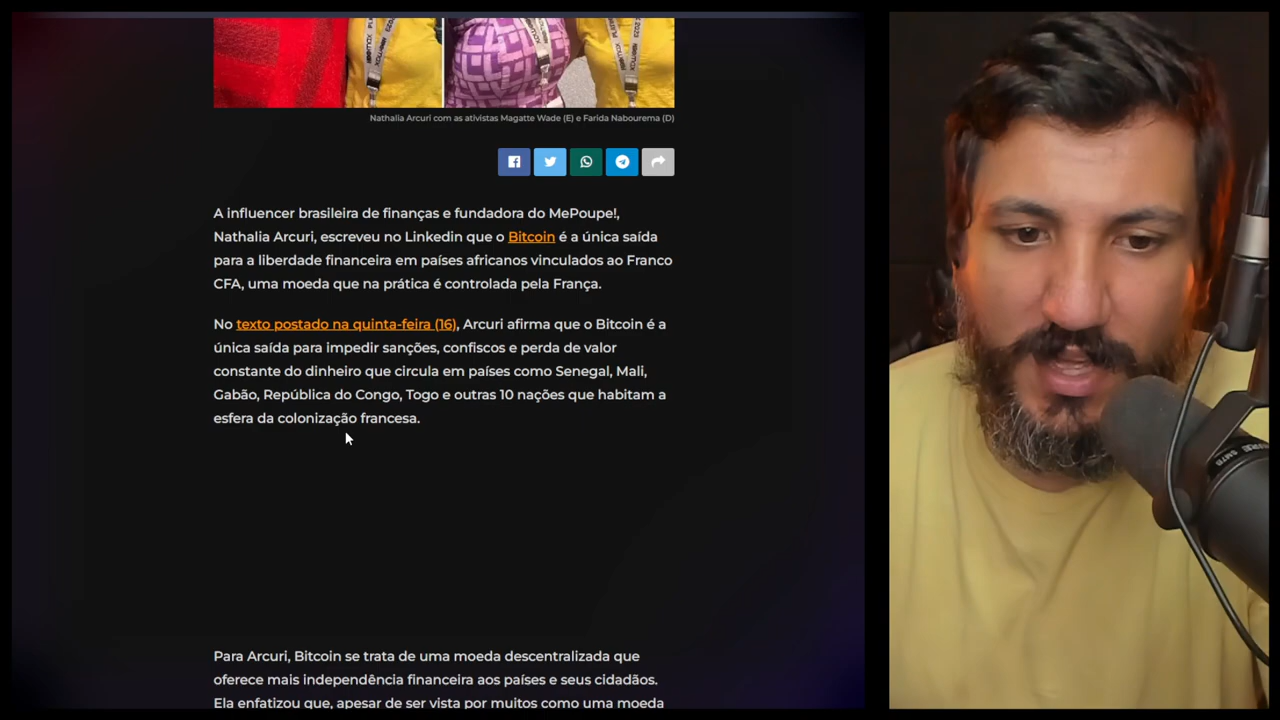 Nathalia Arcuri com as ativistas Magatte Wade (E) e Farida Nabourema (D)
A influencer brasileira de finanças e fundadora do MePoupe!,
Nathalia Arcuri, escreveu no Linkedin que o Bitcoin é a única saída
para a liberdade financeira em países africanos vinculados ao Franco
CFA, uma moeda que na prática é controlada pela França.
No texto postado na quinta-feira (16), Arcuri afirma que o Bitcoin é a
única saída para impedir sanções, confiscos e perda de valor
constante do dinheiro que circula em países como Senegal, Mali,
Gabão, República do Congo, Togo e outras 10 nações que habitam a
esfera da colonização francesa.
Para Arcuri, Bitcoin se trata de uma moeda descentralizada que
oferece mais independência financeira aos países e seus cidadãos.
Ela enfatizou que, apesar de ser vista por muitos como uma moeda
SM7B